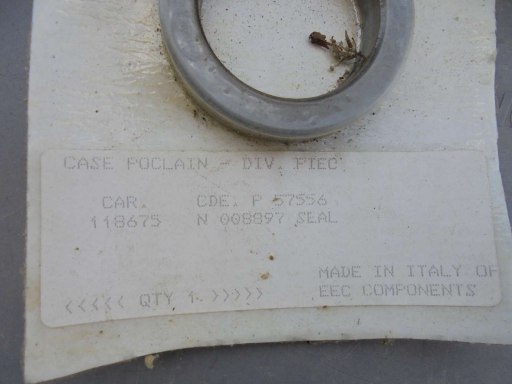 CASE POCLAIN - DIV. FIEC
CAR. CDE. P 57556
118675 N 008897 SEAL
MADE IN ITALY OF
<<<<< QTY 1 >>>>> EEC COMPONENTS